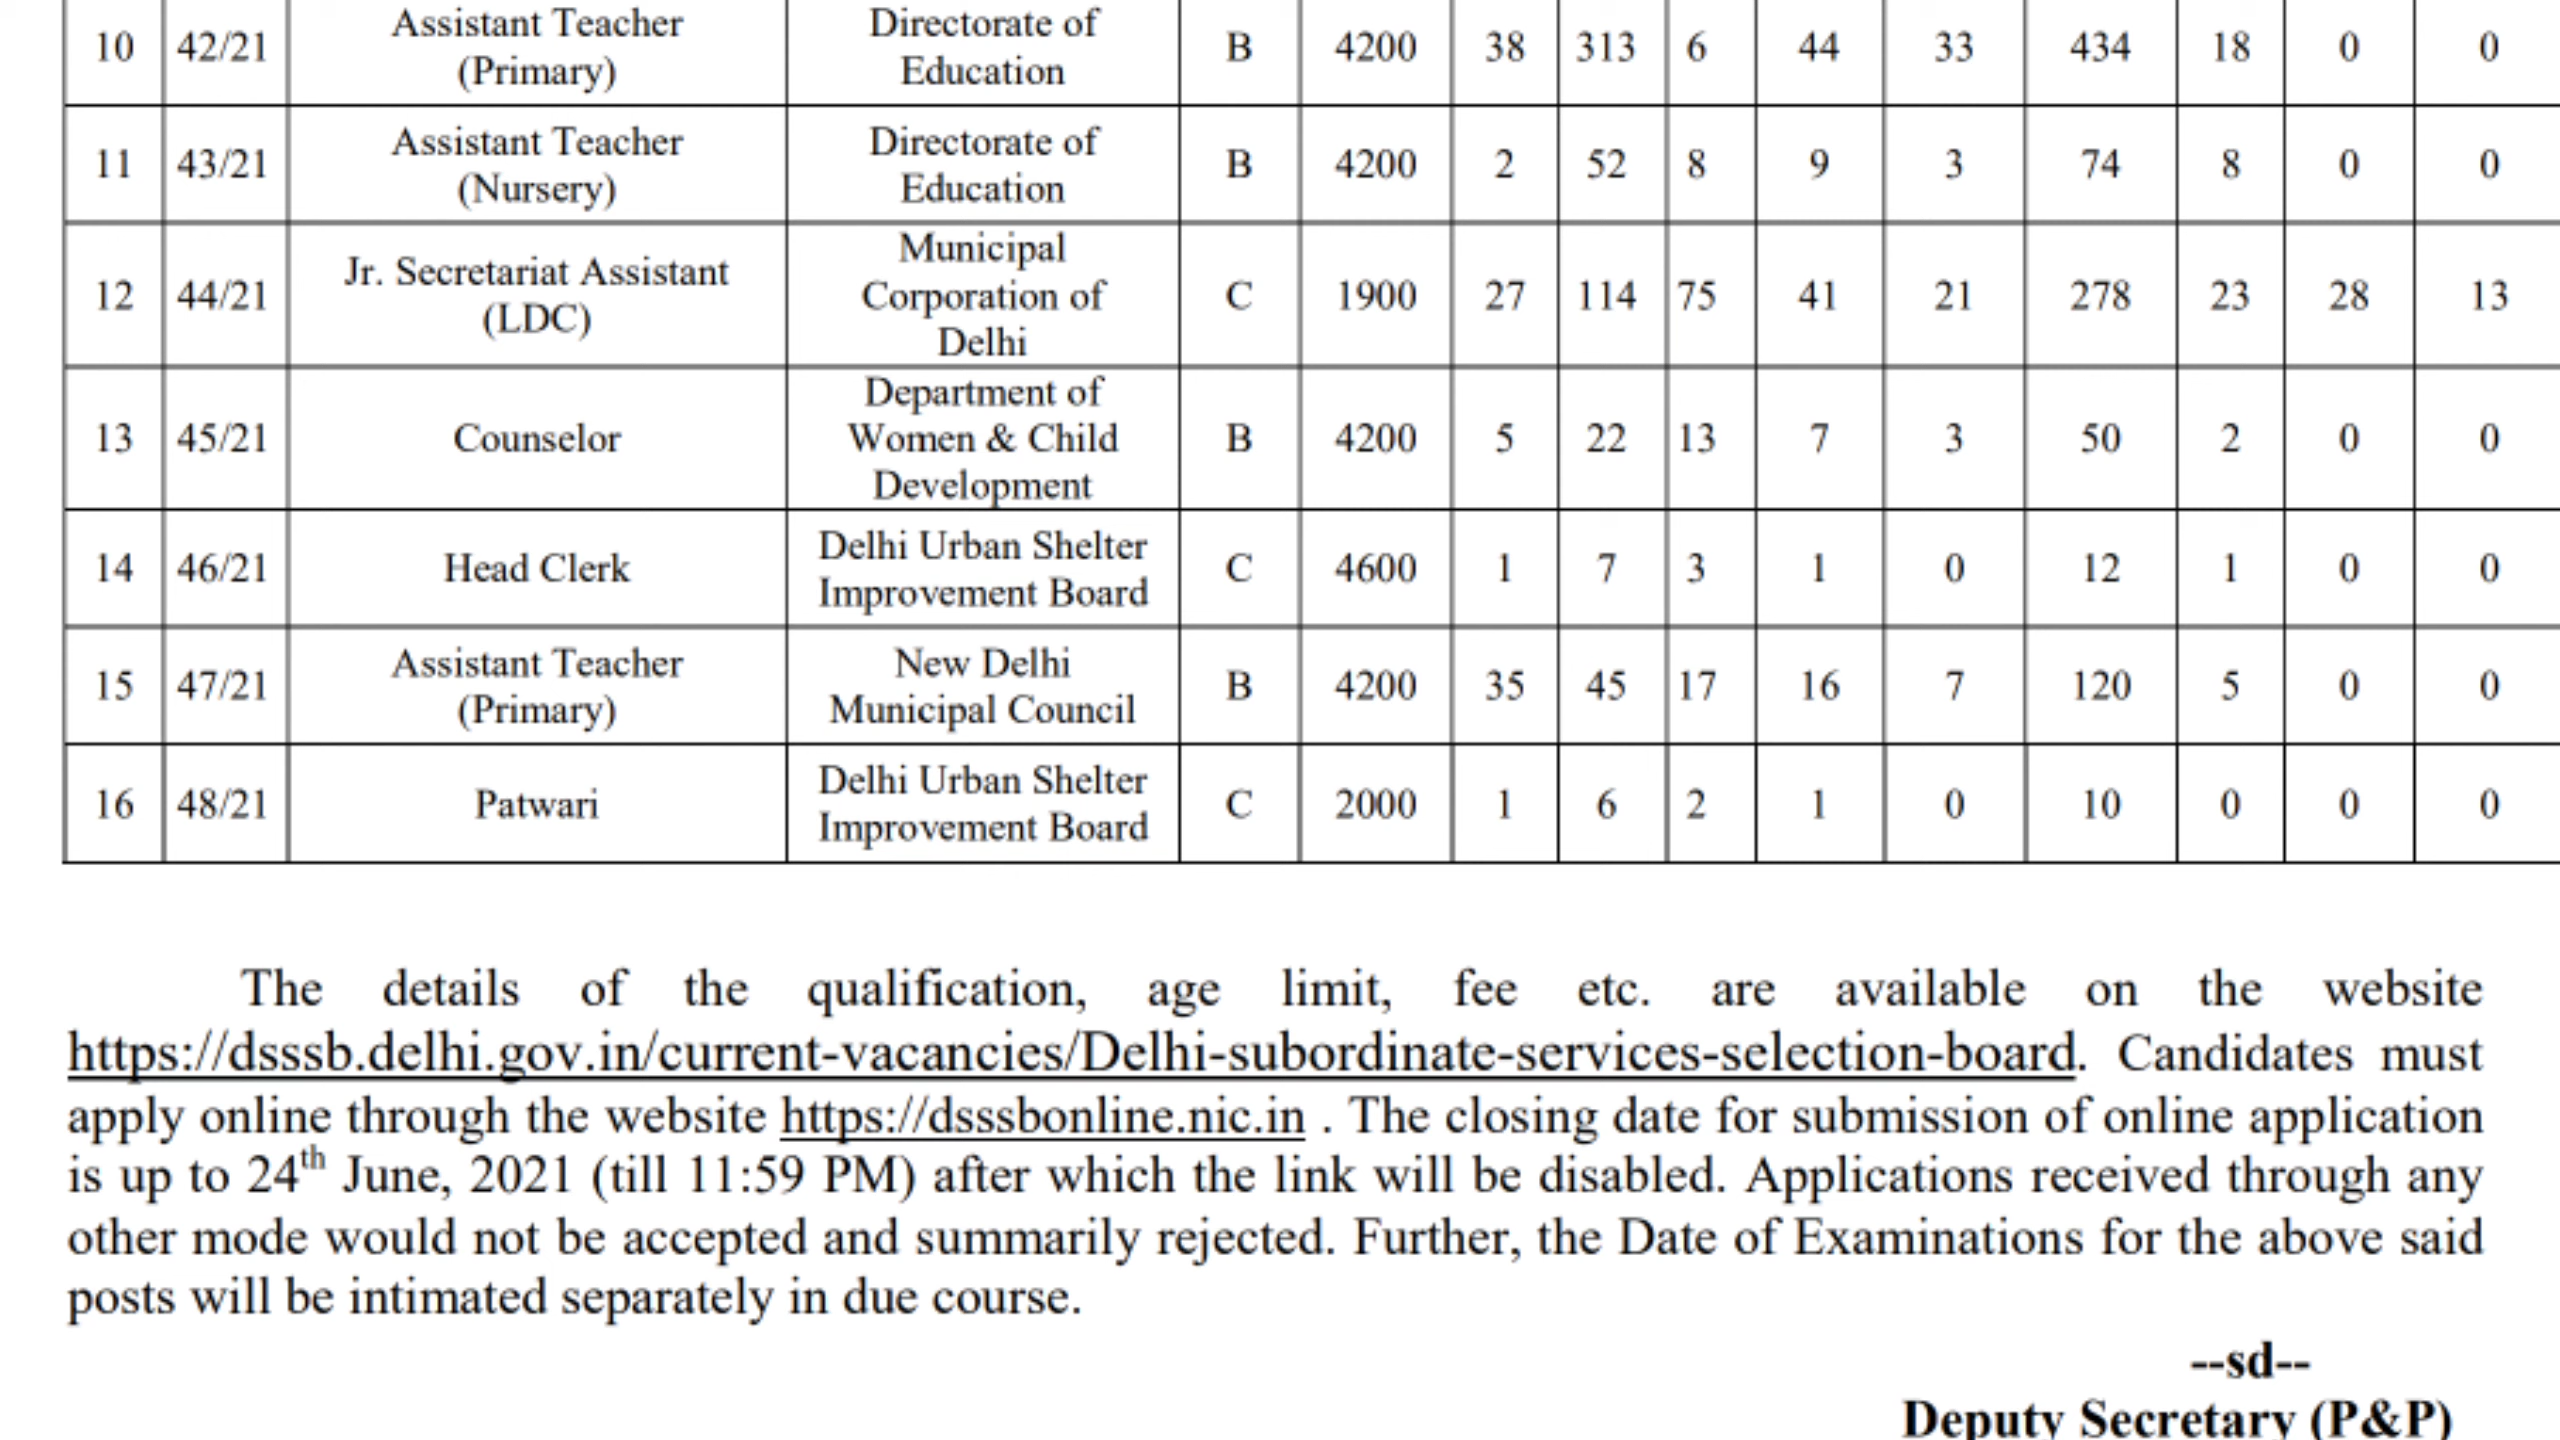 10 42/21 Assistant Teacher (Primary) Directorate of Education B 4200 38 313 6 44 33 434 18 0 0
11 43/21 Assistant Teacher (Nursery) Directorate of Education B 4200 2 52 8 9 3 74 8 0 0
12 44/21 Jr. Secretariat Assistant (LDC) Municipal Corporation of Delhi C 1900 27 114 75 41 21 278 23 28 13
13 45/21 Counselor Department of Women & Child Development B 4200 5 22 13 7 3 50 2 0 0
14 46/21 Head Clerk Delhi Urban Shelter Improvement Board C 4600 1 7 3 1 0 12 1 0 0
15 47/21 Assistant Teacher (Primary) New Delhi Municipal Council B 4200 35 45 17 16 7 120 5 0 0
16 48/21 Patwari Delhi Urban Shelter Improvement Board C 2000 1 6 2 1 0 10 0 0 0
The details of the qualification, age limit, fee etc. are available on the website
https://dsssb.delhi.gov.in/current-vacancies/Delhi-subordinate-services-selection-board. Candidates must
apply online through the website https://dsssbonline.nic.in . The closing date for submission of online application
is up to 24th June, 2021 (till 11:59 PM) after which the link will be disabled. Applications received through any
other mode would not be accepted and summarily rejected. Further, the Date of Examinations for the above said
posts will be intimated separately in due course.
--sd--
Deputy Secretary (P&P)